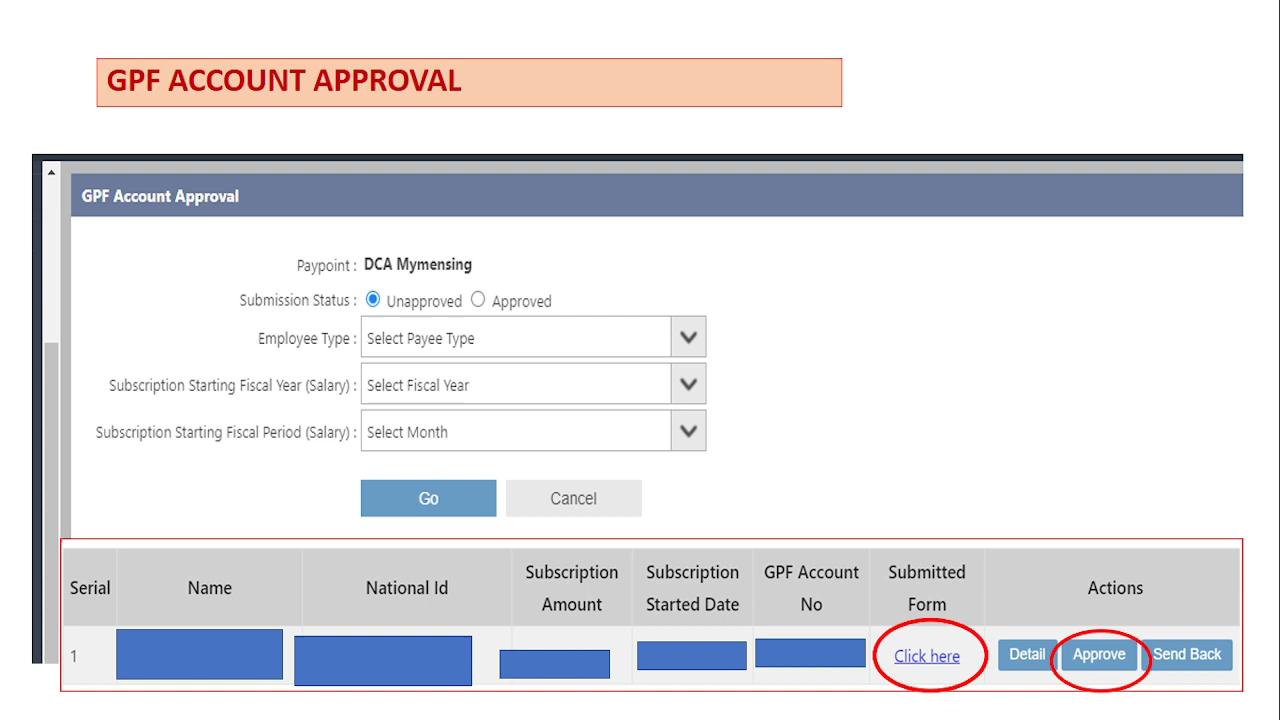 GPF ACCOUNT APPROVAL
GPF Account Approval
Paypoint : DCA Mymensing
Submission Status : Unapproved Approved
Employee Type : Select Payee Type
Subscription Starting Fiscal Year (Salary) : Select Fiscal Year
Subscription Starting Fiscal Period (Salary) : Select Month
Go Cancel
Serial Name National Id Subscription Amount Subscription Started Date GPF Account No Submitted Form Actions
1 Click here Detail Approve Send Back